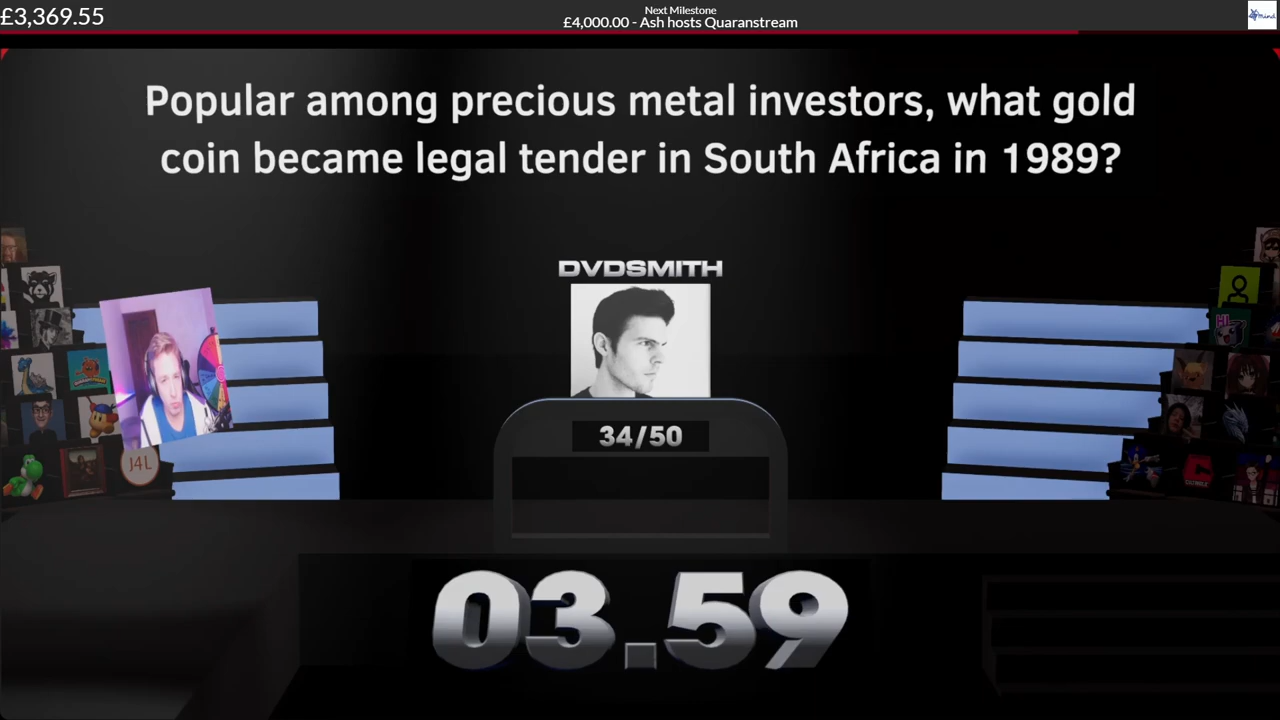 £3,369.55
Next Milestone
£4,000.00 - Ash hosts Quaranstream
mind
Popular among precious metal investors, what gold
coin became legal tender in South Africa in 1989?
DVDSMITH
34/50
J4L
03.59